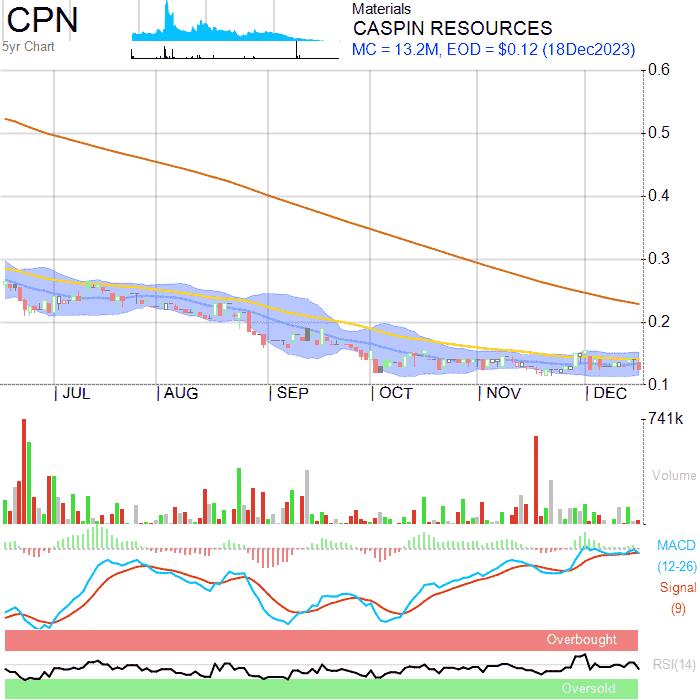 CPN
5yr Chart
Materials
CASPIN RESOURCES
MC = 13.2M, EOD = $0.12 (18Dec2023)
0.6
0.5
0.4
0.3
0.2
0.1
JUL AUG SEP OCT NOV DEC
741k
Volume
MACD
(12-26)
Signal
(9)
Overbought
RSI(14)
Oversold